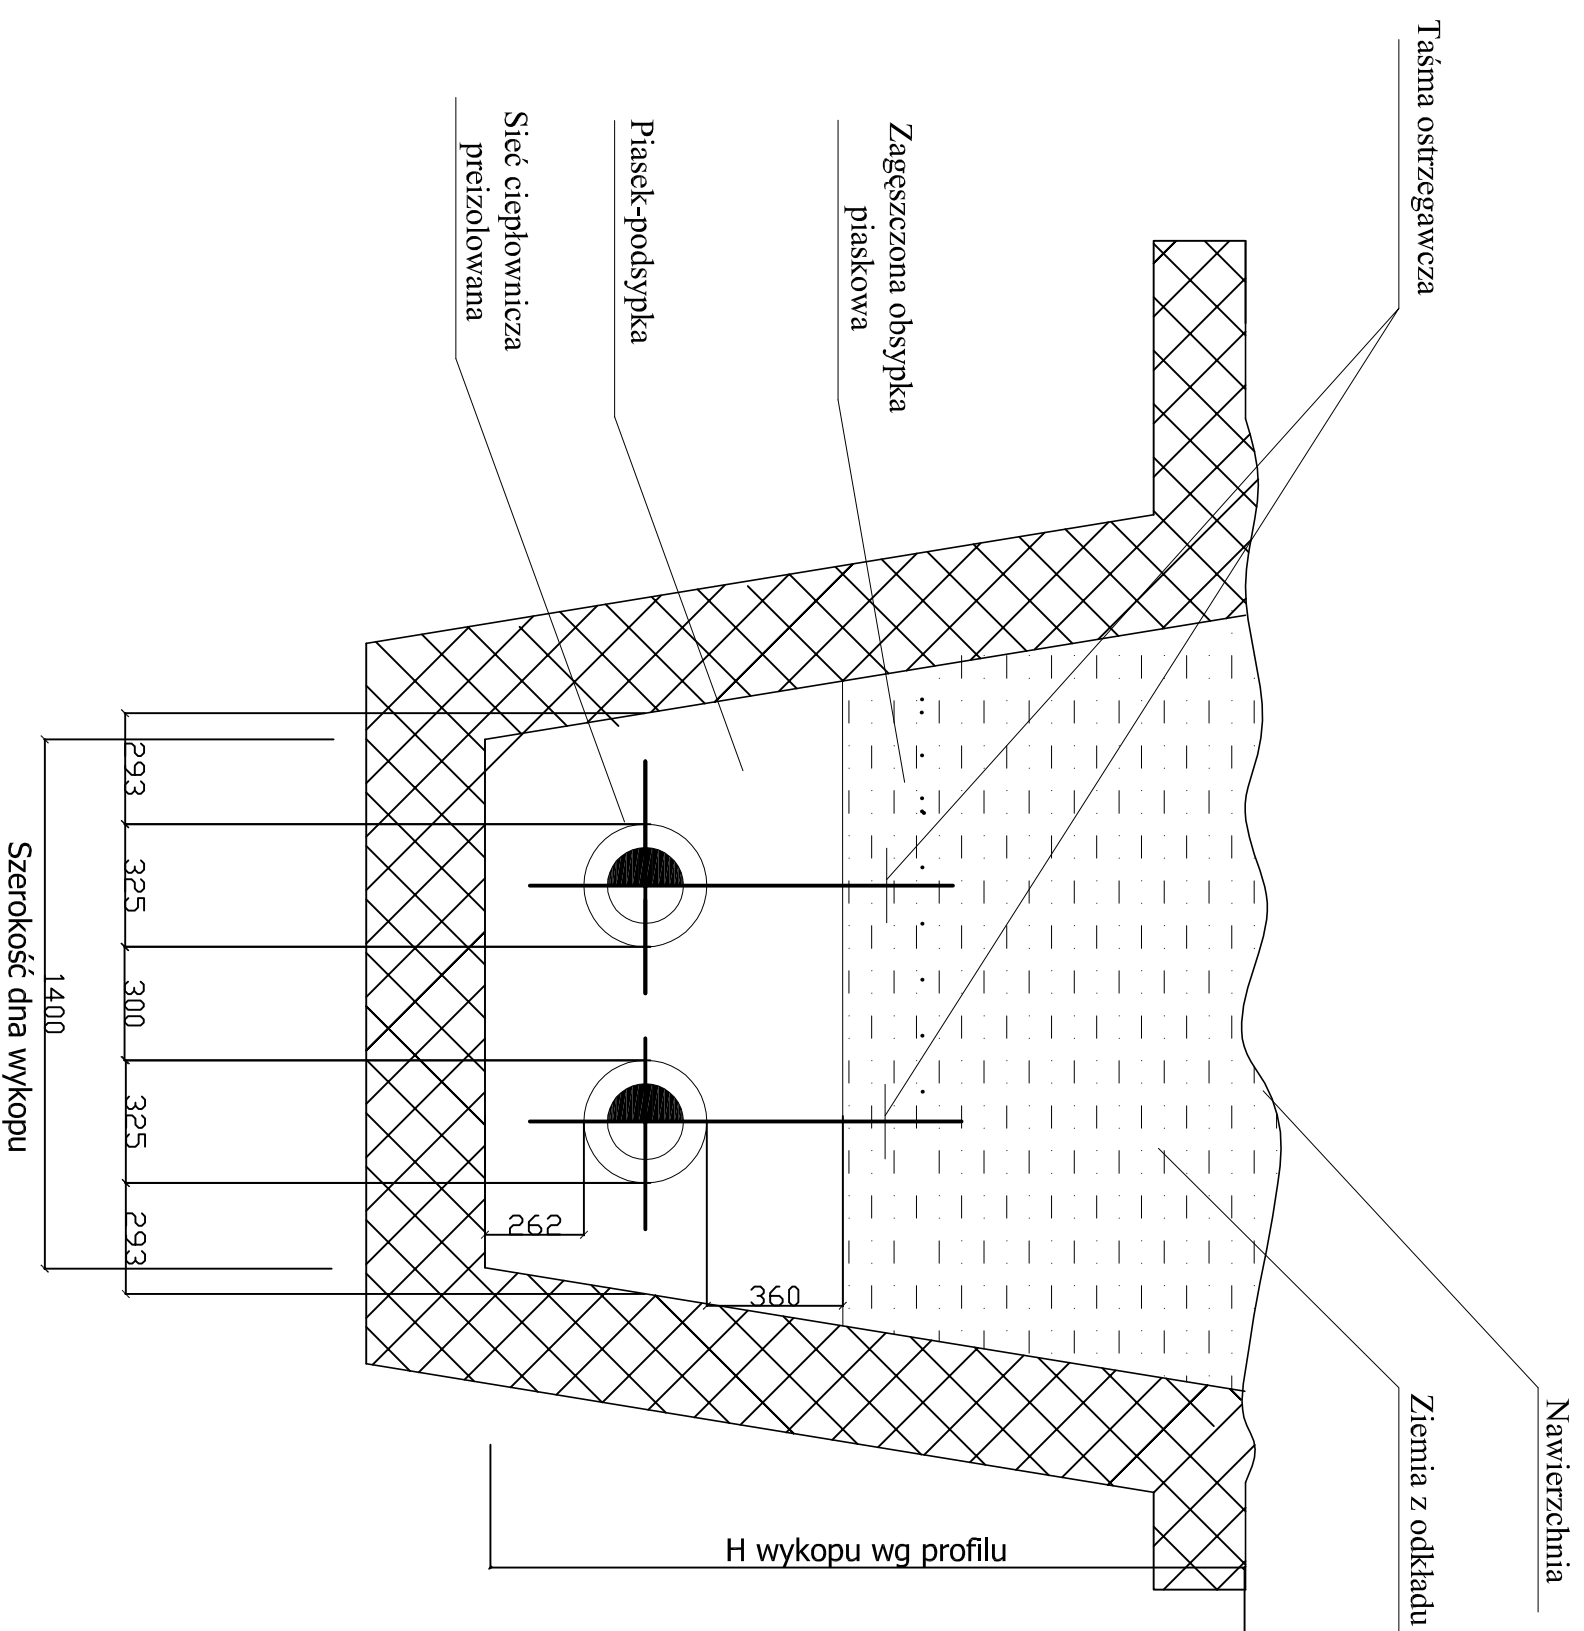 Taśma ostrzegawcza
Nawierzchnia
Ziemia z odkładu
Zagęszczona obsypka
piaskowa
Piasek-podsypka
Sieć ciepłownicza
preizolowana
H wykopu wg profilu
360
262
293
325
300
325
293
1400
Szerokość dna wykopu